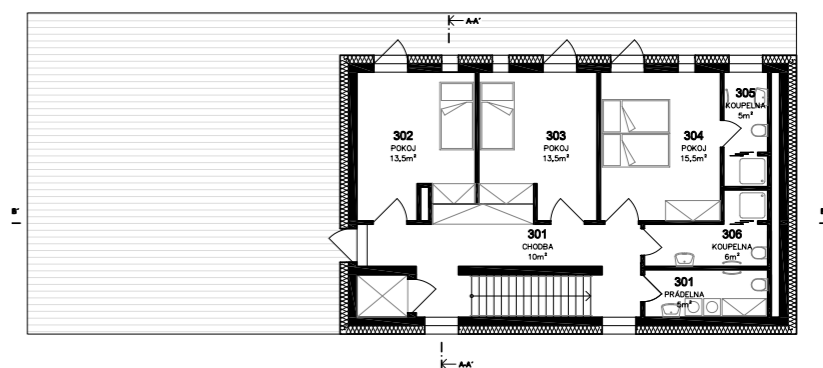 A-A'
305
KOUPELNA
5m²
302
POKOJ
13,5m²
303
POKOJ
13,5m²
304
POKOJ
15,5m²
B'
301
CHODBA
10m²
306
KOUPELNA
6m²
301
PRÁDELNA
5m²
A-A'